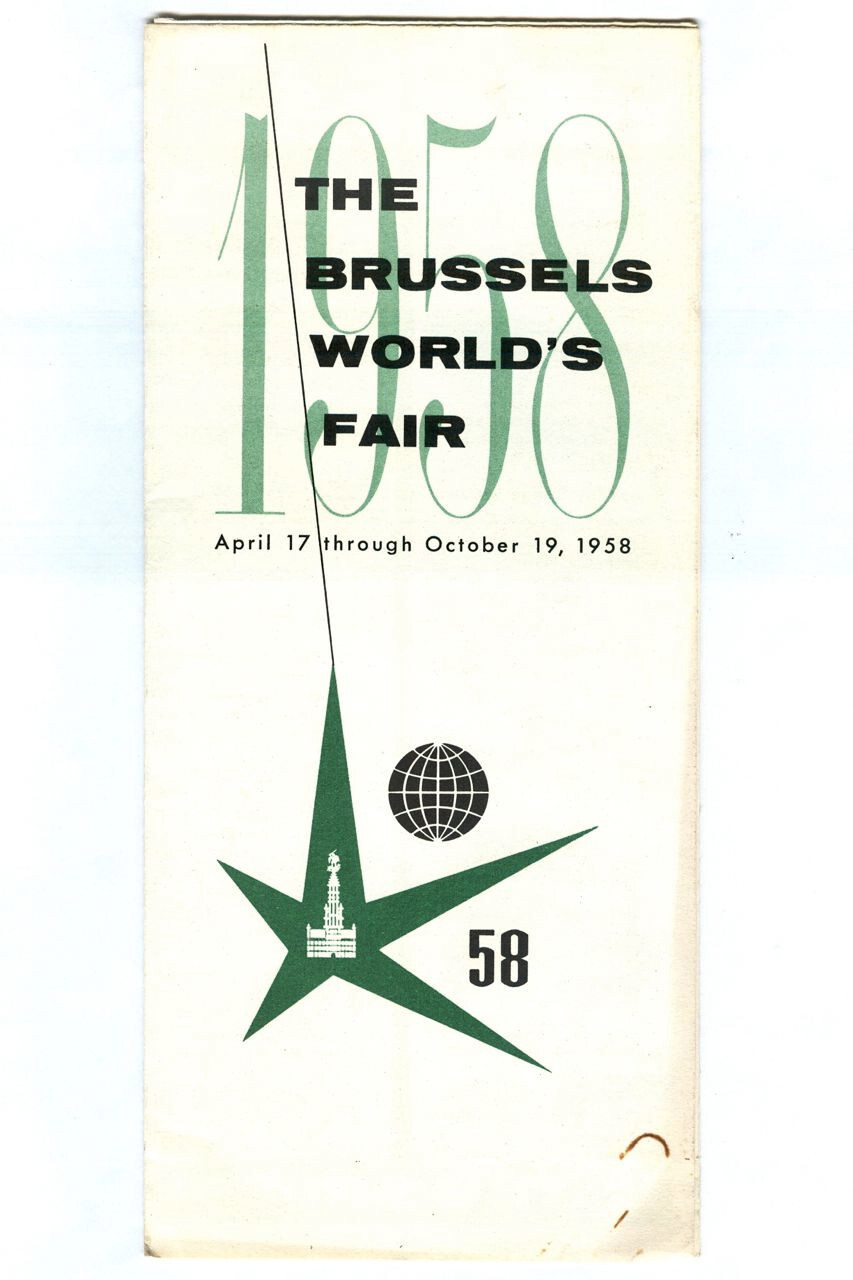 1958
THE
BRUSSELS
WORLD'S
FAIR
April 17 through October 19, 1958
58